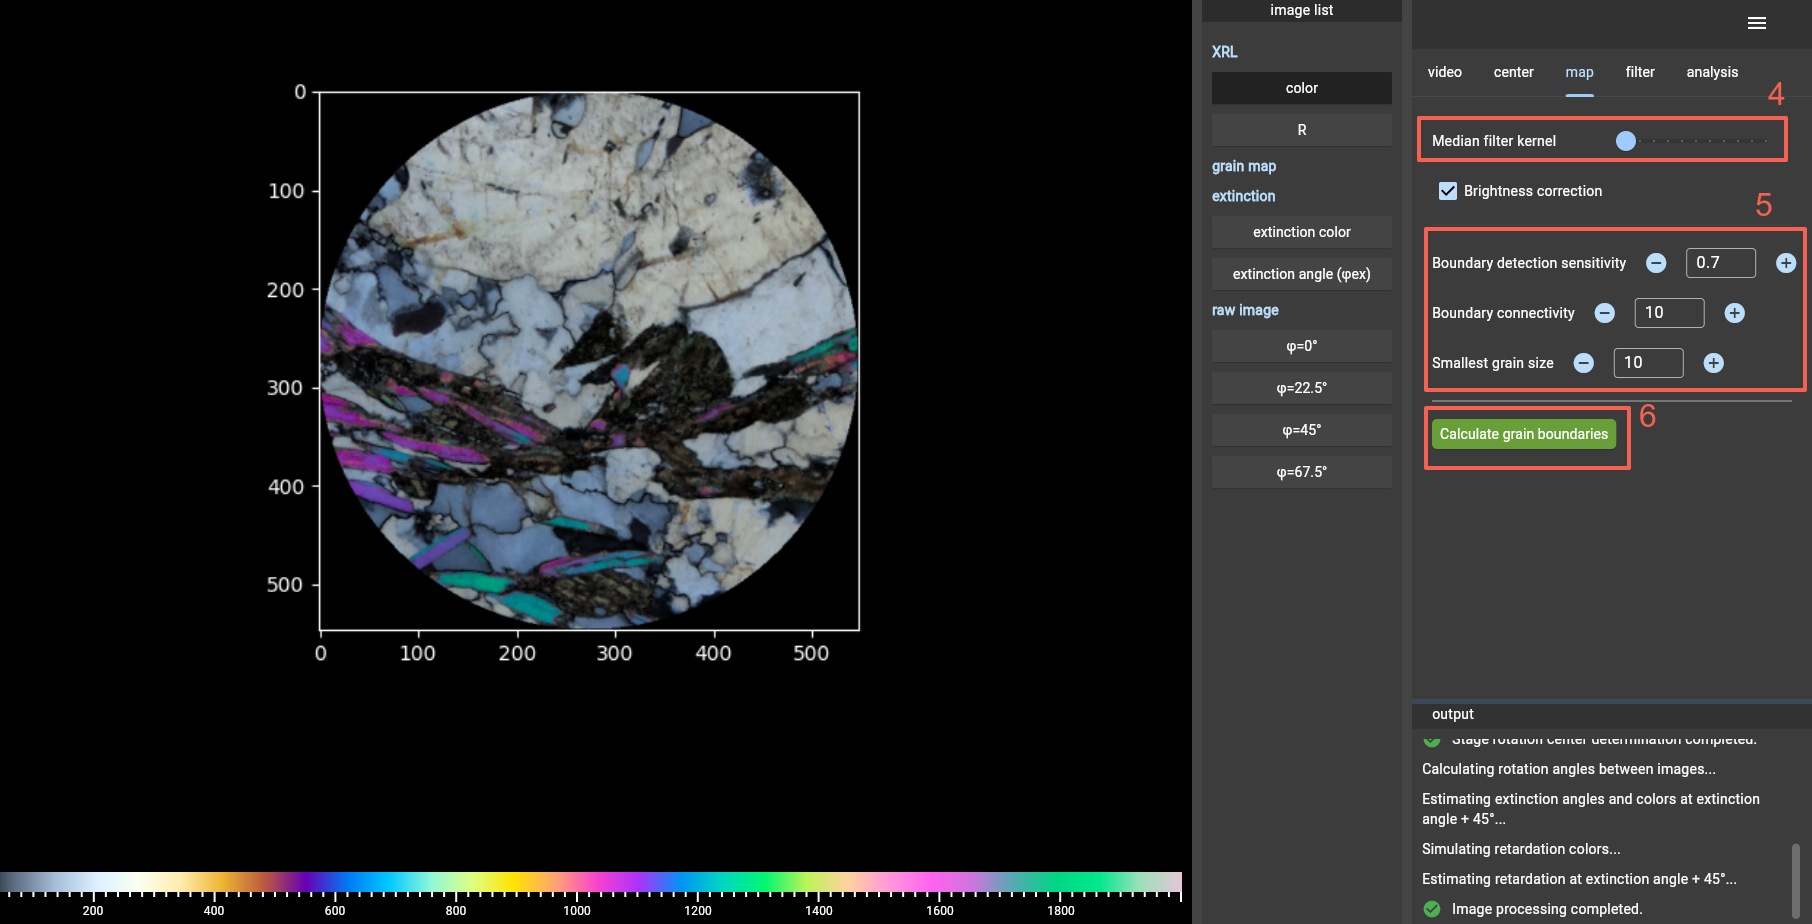 image list
XRL
color
R
grain map
extinction
extinction color
extinction angle (φex)
raw image
φ=0°
φ=22.5°
φ=45°
φ=67.5°
video center map filter analysis
4
Median filter kernel
Brightness correction
5
Boundary detection sensitivity 0.7
Boundary connectivity 10
Smallest grain size 10
6
Calculate grain boundaries
output
Stage rotation center determination completed.
Calculating rotation angles between images...
Estimating extinction angles and colors at extinction
angle + 45°...
Simulating retardation colors...
Estimating retardation at extinction angle + 45°...
Image processing completed.
0
100
200
300
400
500
0 100 200 300 400 500
200 400 600 800 1000 1200 1400 1600 1800